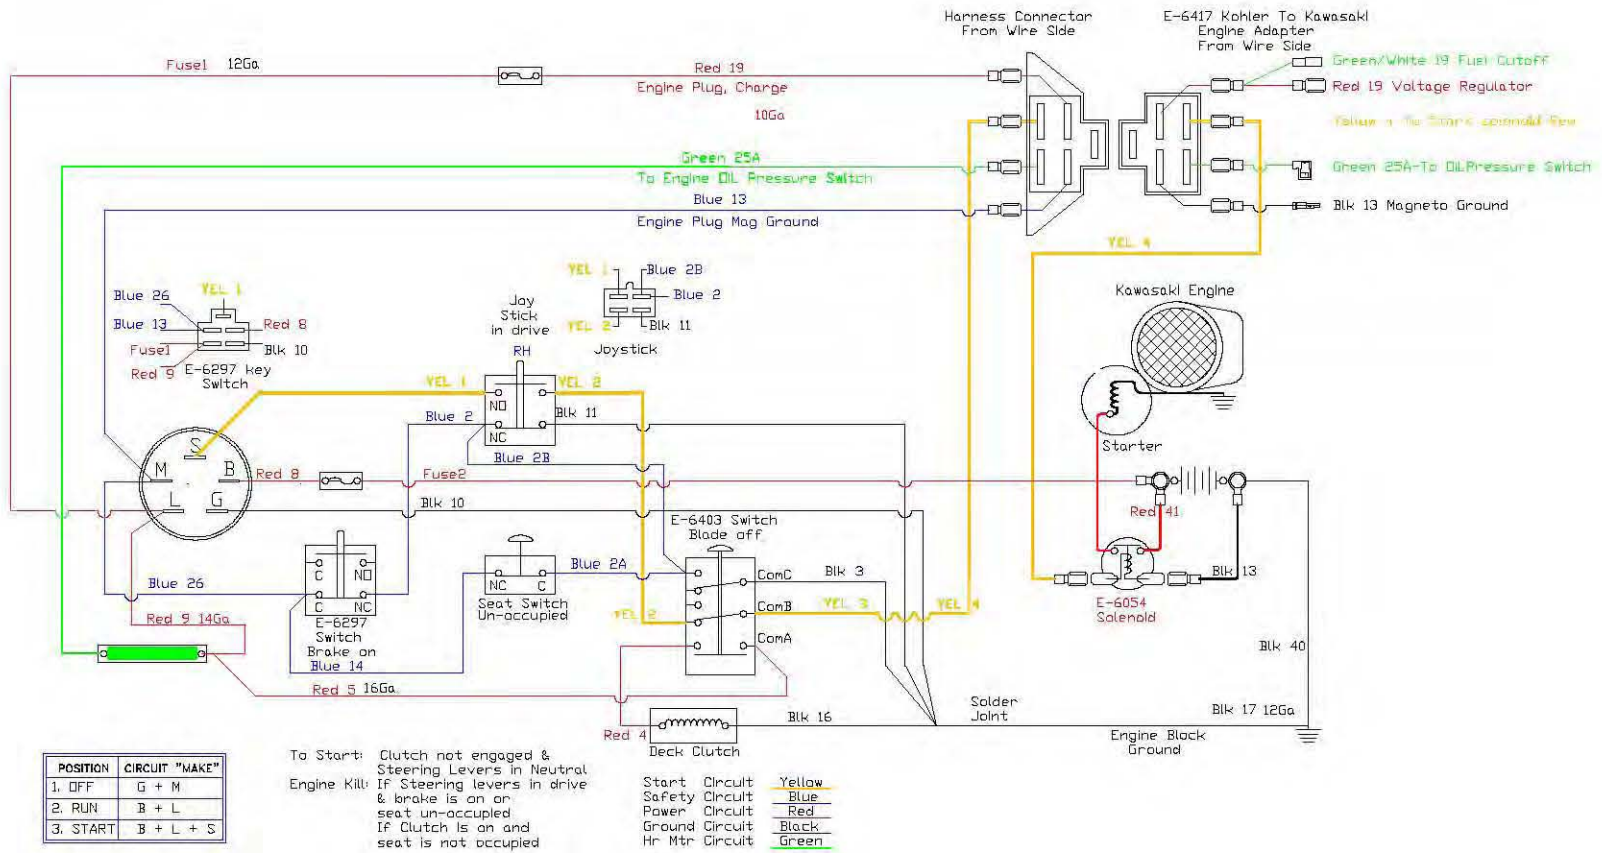 Harness Connector
From Wire Side
E-6417 Kohler To Kawasaki
Engine Adapter
From Wire Side
Fuse1 12Ga
Red 19
Engine Plug, Charge
10Ga
Green/White 19 Fuel Cutoff
Red 19 Voltage Regulator
Green 25A
To Engine OIL Pressure Switch
Green 25A-To OILPressure Switch
Blue 13
Engine Plug Mag Ground
Blk 13 Magneto Ground
YEL 4
YEL 1
Blue 26
Blue 13
Red 8
Fuse1
Blk 10
Red 9
E-6297 key
Switch
Joy
Stick
in drive
RH
YEL 1
Blue 2B
Blue 2
YEL 2
Blk 11
Joystick
Kawasaki Engine
YEL 1
YEL 2
NO
Blue 2
Blk 11
NC
Blue 2B
Starter
S
M
B
L
G
Red 8
Fuse2
Blk 10
Red 41
E-6403 Switch
Blade off
C
NO
C
NC
Blue 26
Blue 2A
NC
C
Seat Switch
Un-occupied
ComC
Blk 3
ComB
YEL 3
YEL 4
YEL 2
ComA
Blk 13
E-6054
Solenoid
Red 9 14Ga
E-6297
Switch
Brake on
Blue 14
Red 5 16Ga
Blk 40
Solder
Joint
Blk 17 12Ga
Red 4
Blk 16
Deck Clutch
Engine Block
Ground
POSITION CIRCUIT "MAKE"
1. OFF G + M
2. RUN B + L
3. START B + L + S
To Start: Clutch not engaged &
Steering Levers in Neutral
Engine Kill: If Steering levers in drive
& brake is on or
seat un-occupied
If Clutch is on and
seat is not occupied
Start Circuit Yellow
Safety Circuit Blue
Power Circuit Red
Ground Circuit Black
Hr Mtr Circuit Green